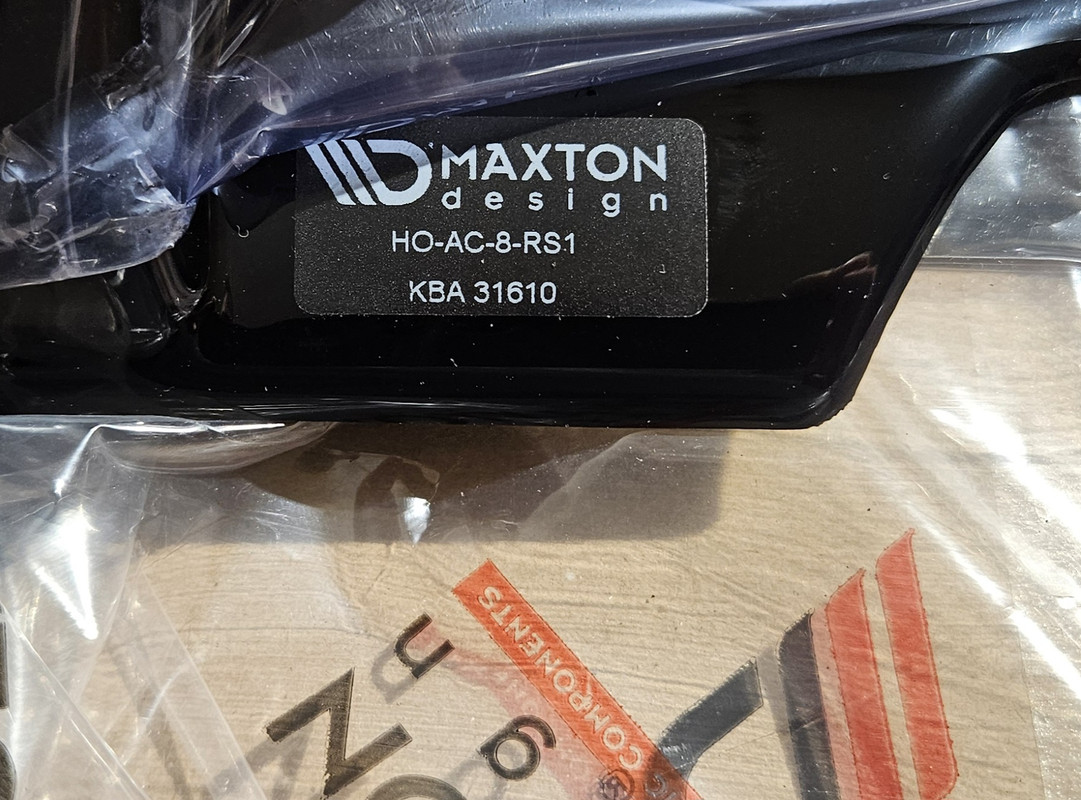 MAXTON
design
HO-AC-8-RS1
KBA 31610
COMPONENTS
n
g
N